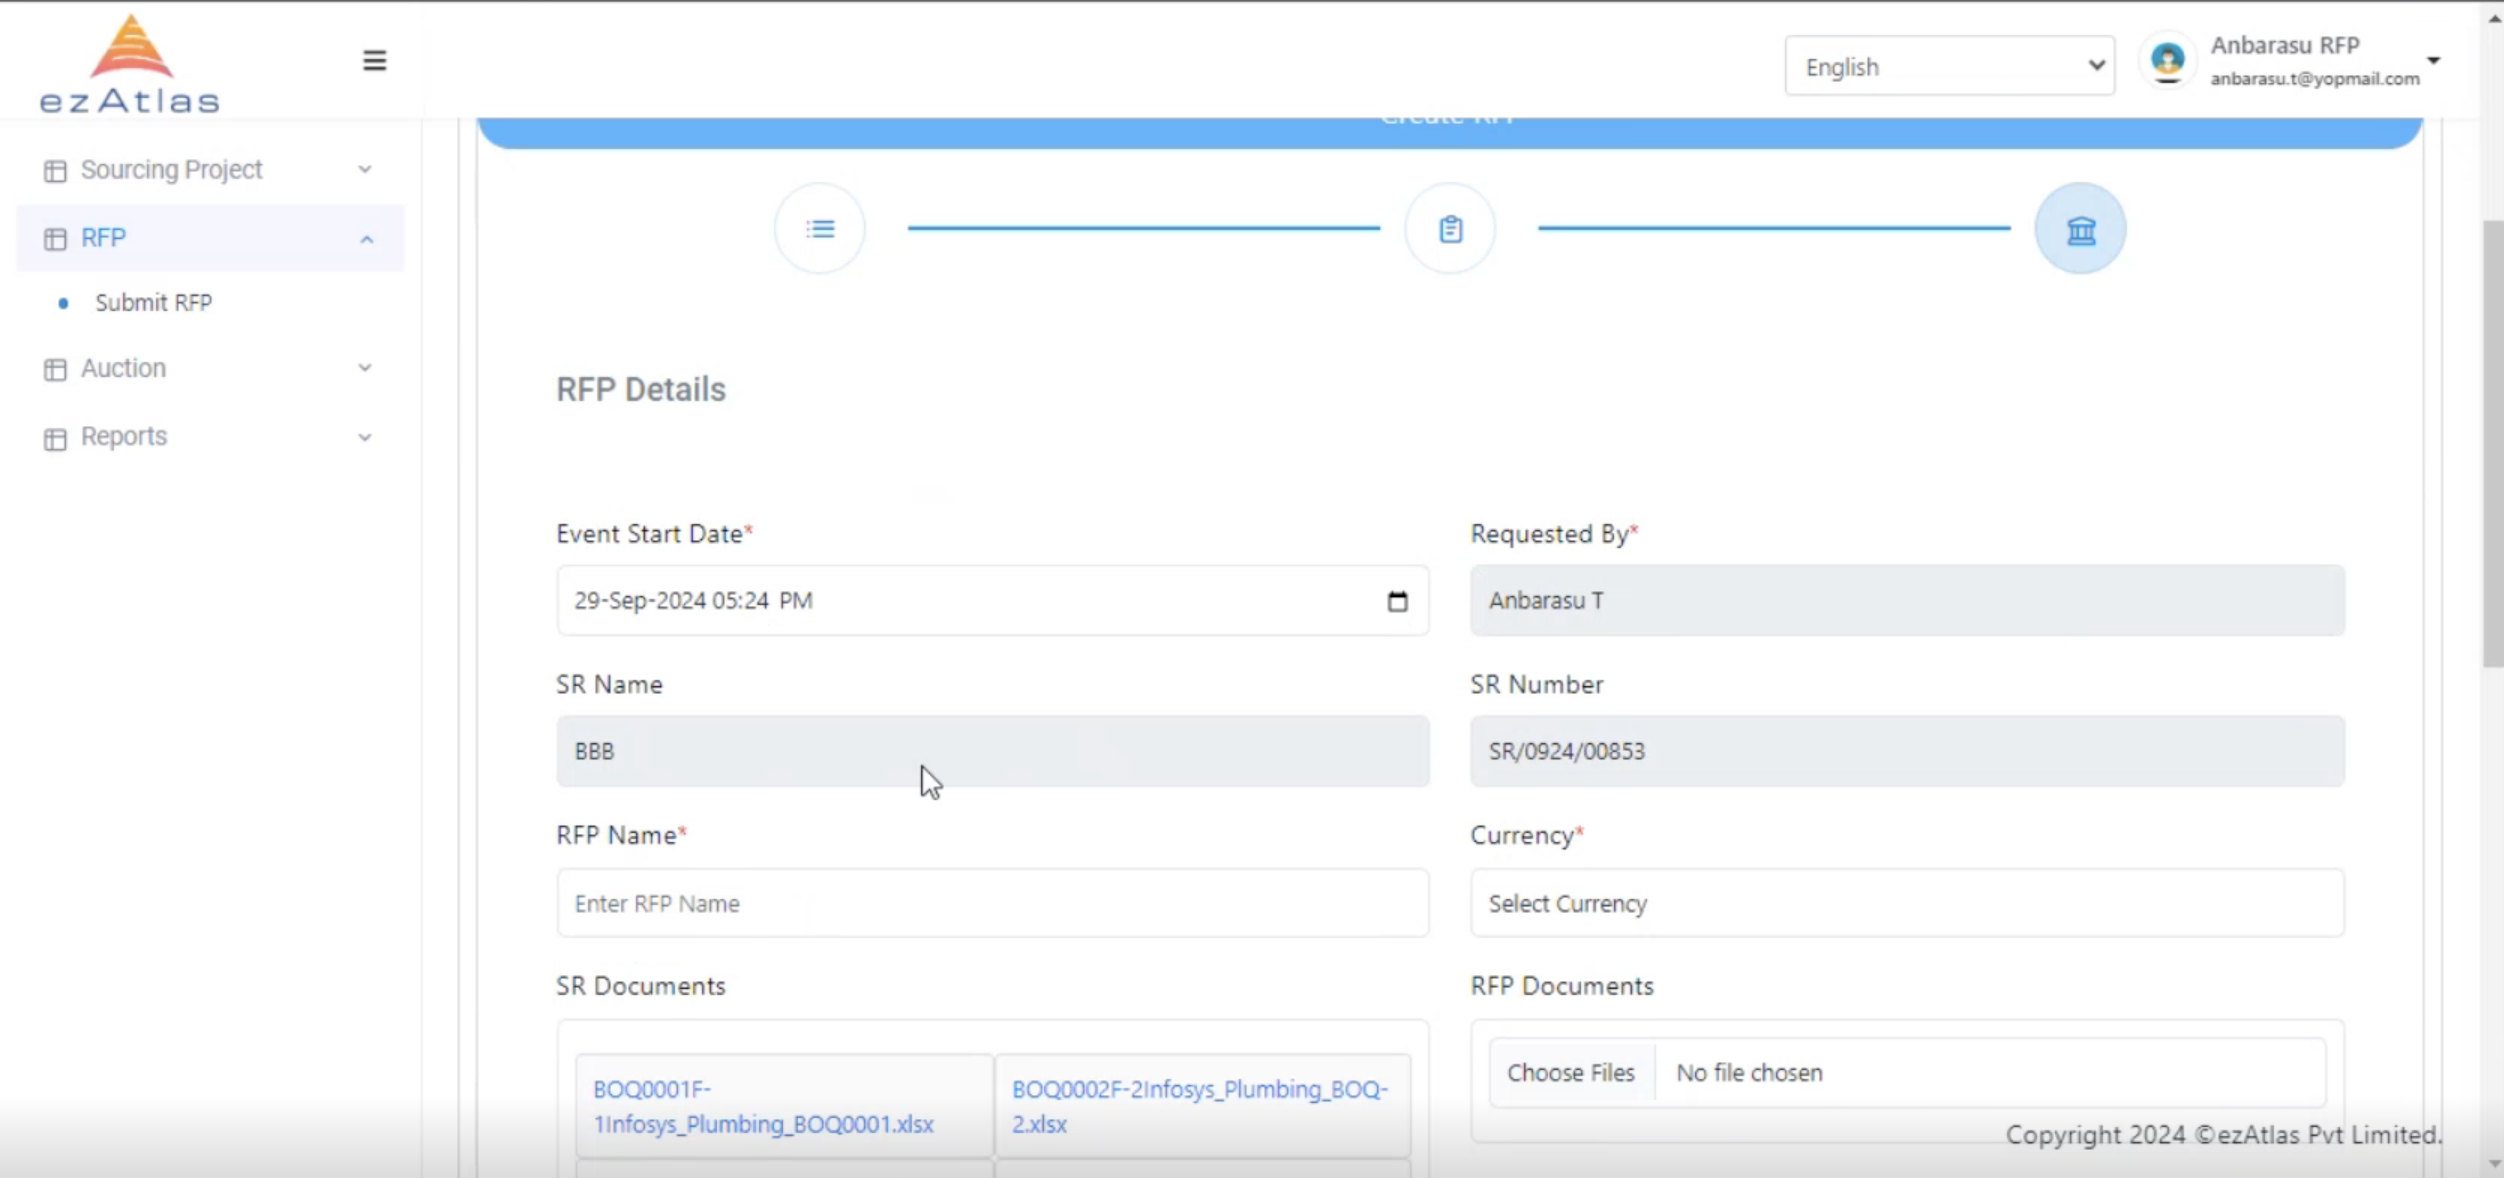 ezAtlas
English
Anbarasu RFP
anbarasu.t@yopmail.com
Create RFP
Sourcing Project
RFP
Submit RFP
Auction
Reports
RFP Details
Event Start Date*
Requested By*
29-Sep-2024 05:24 PM
Anbarasu T
SR Name
SR Number
BBB
SR/0924/00853
RFP Name*
Currency*
Enter RFP Name
Select Currency
SR Documents
RFP Documents
BOQ0001F-
1Infosys_Plumbing_BOQ0001.xlsx
BOQ0002F-2Infosys_Plumbing_BOQ-
2.xlsx
Choose Files
No file chosen
Copyright 2024 ©ezAtlas Pvt Limited.